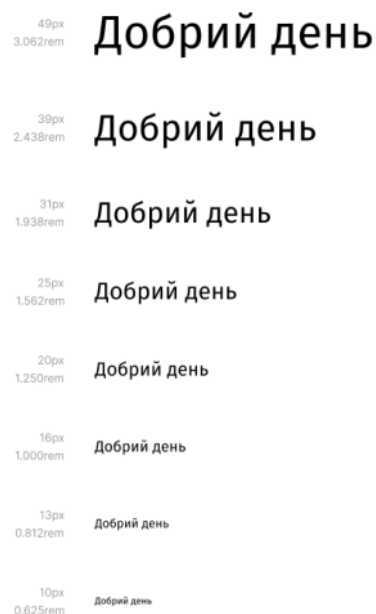 49px
3.062rem
Добрий день
39px
2.438rem
Добрий день
31px
1.938rem
Добрий день
25px
1.562rem
Добрий день
20px
1.250rem
Добрий день
16px
1.000rem
Добрий день
13px
0.812rem
Добрий день
10px
0.625rem
Добрий день